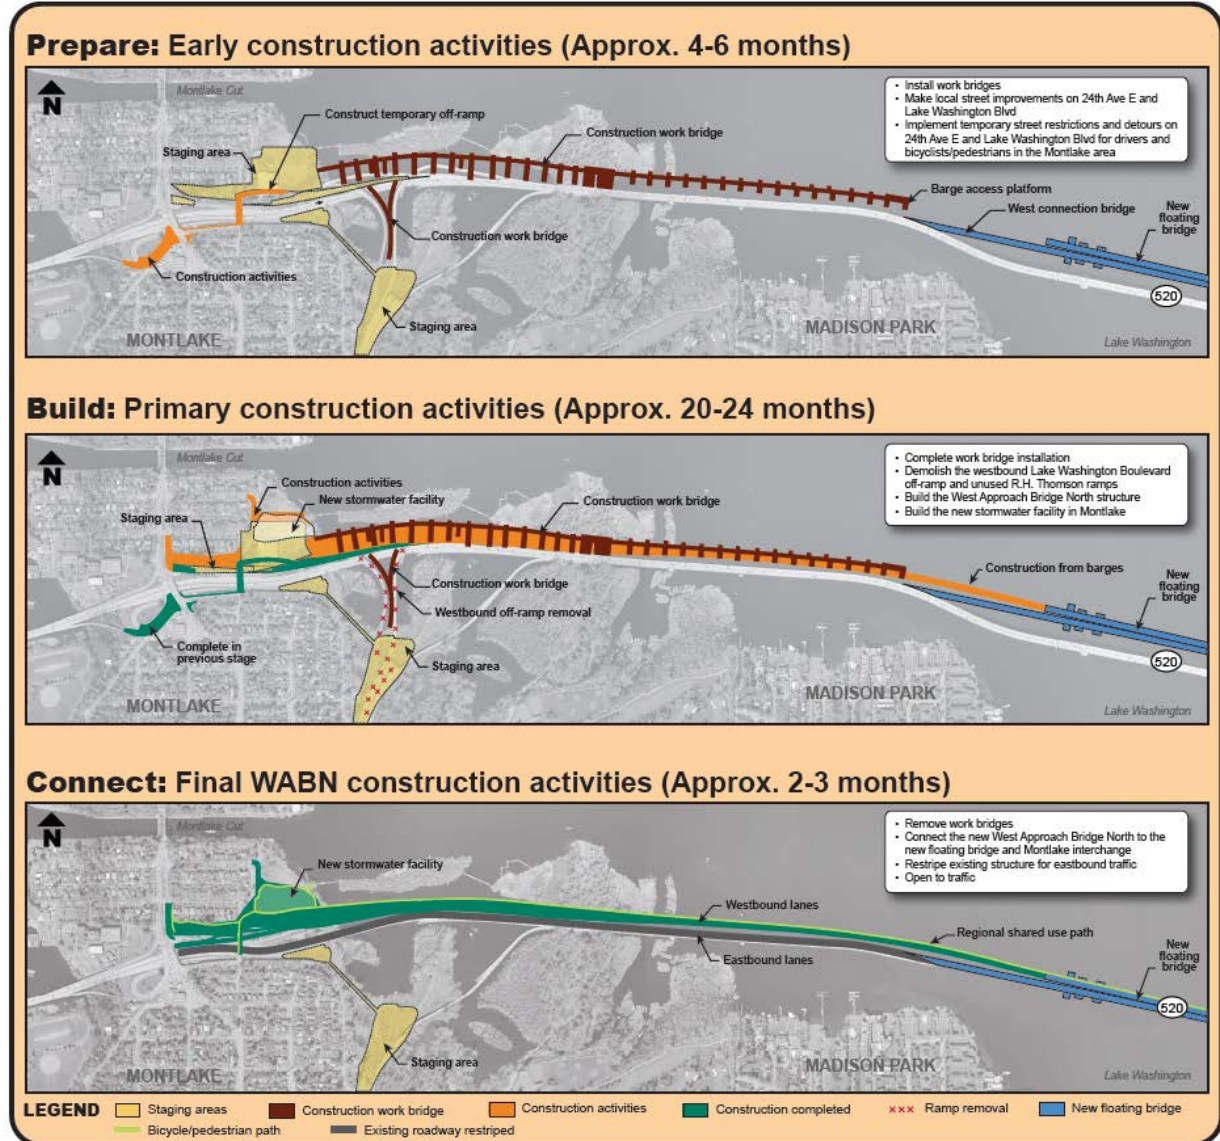 Prepare: Early construction activities (Approx. 4-6 months)
N
Montlake Cut
Construct temporary off-ramp
Staging area
Construction work bridge
• Install work bridges
• Make local street improvements on 24th Ave E and
Lake Washington Blvd
• Implement temporary street restrictions and detours on
24th Ave E and Lake Washington Blvd for drivers and
bicyclists/pedestrians in the Montlake area
Barge access platform
West connection bridge
New
floating
bridge
Construction work bridge
Construction activities
520
Staging area
MONTLAKE
MADISON PARK
Lake Washington
Build: Primary construction activities (Approx. 20-24 months)
N
Montlake Cut
Construction activities
New stormwater facility
Staging area
Construction work bridge
• Complete work bridge installation
• Demolish the westbound Lake Washington Boulevard
off-ramp and unused R.H. Thomson ramps
• Build the West Approach Bridge North structure
• Build the new stormwater facility in Montlake
Construction from barges
New
floating
bridge
Construction work bridge
Westbound off-ramp removal
Complete in
previous stage
Staging area
520
MONTLAKE
MADISON PARK
Lake Washington
Connect: Final WABN construction activities (Approx. 2-3 months)
N
Montlake Cut
New stormwater facility
• Remove work bridges
• Connect the new West Approach Bridge North to the
new floating bridge and Montlake interchange
• Restripe existing structure for eastbound traffic
• Open to traffic
Westbound lanes
Regional shared use path
Eastbound lanes
New
floating
bridge
520
Staging area
MONTLAKE
MADISON PARK
Lake Washington
LEGEND
Staging areas
Construction work bridge
Construction activities
Construction completed
Ramp removal
New floating bridge
Bicycle/pedestrian path
Existing roadway restriped